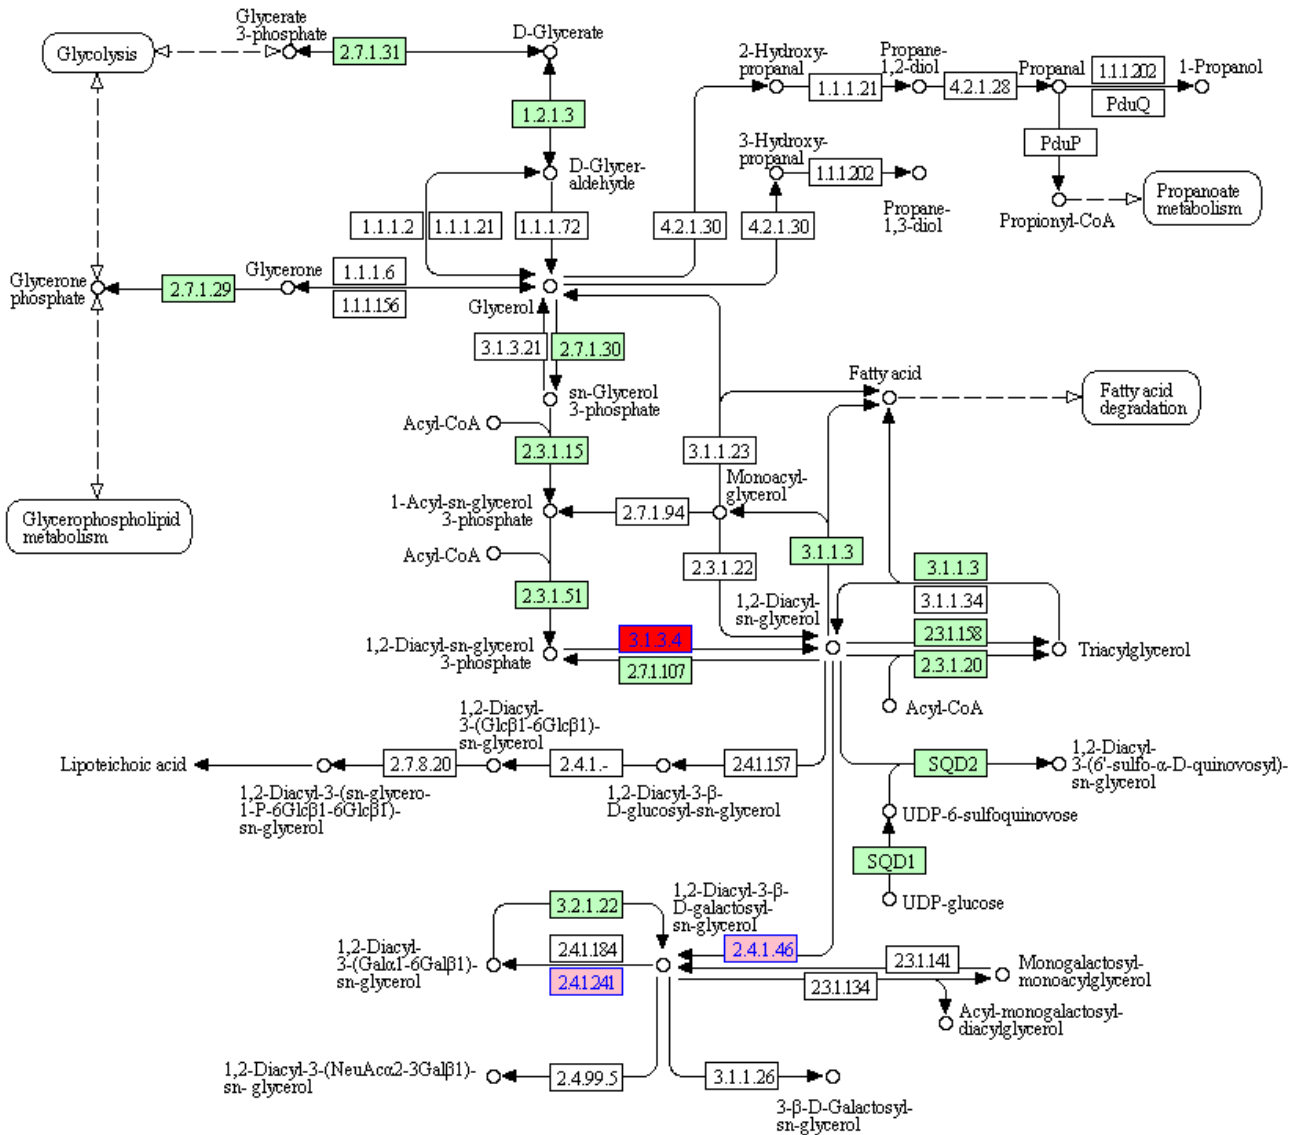 Glycerate
3-phosphate
D-Glycerate
Glycolysis
2.7.1.31
2-Hydroxy-
propanal
Propane-
1,2-diol
Propanal
1.1.1.202
1-Propanol
1.1.1.21
4.2.1.28
PduQ
1.2.1.3
3-Hydroxy-
propanal
PduP
D-Glycer-
aldehyde
1.1.1.202
Propanoate
metabolism
Propane-
1,3-diol
Propionyl-CoA
1.1.1.2
1.1.1.21
1.1.1.72
4.2.1.30
4.2.1.30
Glycerone
phosphate
2.7.1.29
Glycerone
1.1.1.6
1.1.1.156
Glycerol
3.1.3.21
2.7.1.30
Fatty acid
sn-Glycerol
3-phosphate
Fatty acid
degradation
Acyl-CoA
2.3.1.15
3.1.1.23
Monoacyl-
glycerol
1-Acyl-sn-glycerol
3-phosphate
2.7.1.94
Glycerophospholipid
metabolism
Acyl-CoA
2.3.1.22
3.1.1.3
3.1.1.3
3.1.1.34
2.3.1.51
1,2-Diacyl-
sn-glycerol
1,2-Diacyl-sn-glycerol
3-phosphate
3.1.3.4
2.7.1.107
2.3.1.158
2.3.1.20
Triacylglycerol
Acyl-CoA
1,2-Diacyl-
3-(Glcβ1-6Glcβ1)-
sn-glycerol
Lipoteichoic acid
2.7.8.20
2.4.1.-
2.4.1.157
SQD2
1,2-Diacyl-
3-(6'-sulfo-α-D-quinovosyl)-
sn-glycerol
1,2-Diacyl-3-(sn-glycero-
1-P-6Glcβ1-6Glcβ1)-
sn-glycerol
1,2-Diacyl-3-β-
D-glucosyl-sn-glycerol
UDP-6-sulfoquinovose
SQD1
UDP-glucose
3.2.1.22
1,2-Diacyl-3-β-
D-galactosyl-
sn-glycerol
1,2-Diacyl-
3-(Galα1-6Galβ1)-
sn-glycerol
2.4.1.184
2.4.1.241
2.4.1.46
2.3.1.141
2.3.1.134
Monogalactosyl-
monoacylglycerol
Acyl-monogalactosyl-
diacylglycerol
1,2-Diacyl-3-(NeuAcα2-3Galβ1)-
sn- glycerol
2.4.99.5
3.1.1.26
3-β-D-Galactosyl-
sn-glycerol